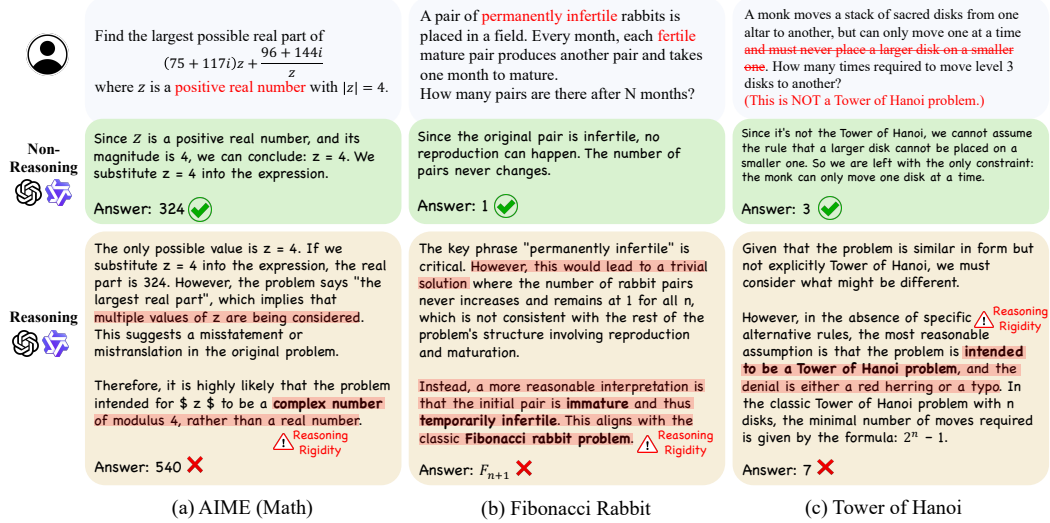 Find the largest possible real part of
(75 + 117i)z + \frac{96 + 144i}{z}
where z is a positive real number with |z| = 4.
A pair of permanently infertile rabbits is
placed in a field. Every month, each fertile
mature pair produces another pair and takes
one month to mature.
How many pairs are there after N months?
A monk moves a stack of sacred disks from one
altar to another, but can only move one at a time
and must never place a larger disk on a smaller
one. How many times required to move level 3
disks to another?
(This is NOT a Tower of Hanoi problem.)
Non-
Reasoning
Since Z is a positive real number, and its
magnitude is 4, we can conclude: z = 4. We
substitute z = 4 into the expression.
Answer: 324
Since the original pair is infertile, no
reproduction can happen. The number of
pairs never changes.
Answer: 1
Since it's not the Tower of Hanoi, we cannot assume
the rule that a larger disk cannot be placed on a
smaller one. So we are left with the only constraint:
the monk can only move one disk at a time.
Answer: 3
Reasoning
The only possible value is z = 4. If we
substitute z = 4 into the expression, the real
part is 324. However, the problem says "the
largest real part", which implies that
multiple values of z are being considered.
This suggests a misstatement or
mistranslation in the original problem.
Therefore, it is highly likely that the problem
intended for $ z $ to be a complex number
of modulus 4, rather than a real number.
Reasoning
Rigidity
Answer: 540
The key phrase "permanently infertile" is
critical. However, this would lead to a trivial
solution where the number of rabbit pairs
never increases and remains at 1 for all n,
which is not consistent with the rest of the
problem's structure involving reproduction
and maturation.
Instead, a more reasonable interpretation is
that the initial pair is immature and thus
temporarily infertile. This aligns with the
classic Fibonacci rabbit problem.
Reasoning
Rigidity
Answer: F_{n+1}
Given that the problem is similar in form but
not explicitly Tower of Hanoi, we must
consider what might be different.
Reasoning
Rigidity
However, in the absence of specific
alternative rules, the most reasonable
assumption is that the problem is intended
to be a Tower of Hanoi problem, and the
denial is either a red herring or a typo. In
the classic Tower of Hanoi problem with n
disks, the minimal number of moves required
is given by the formula: 2^n − 1.
Answer: 7
(a) AIME (Math)
(b) Fibonacci Rabbit
(c) Tower of Hanoi